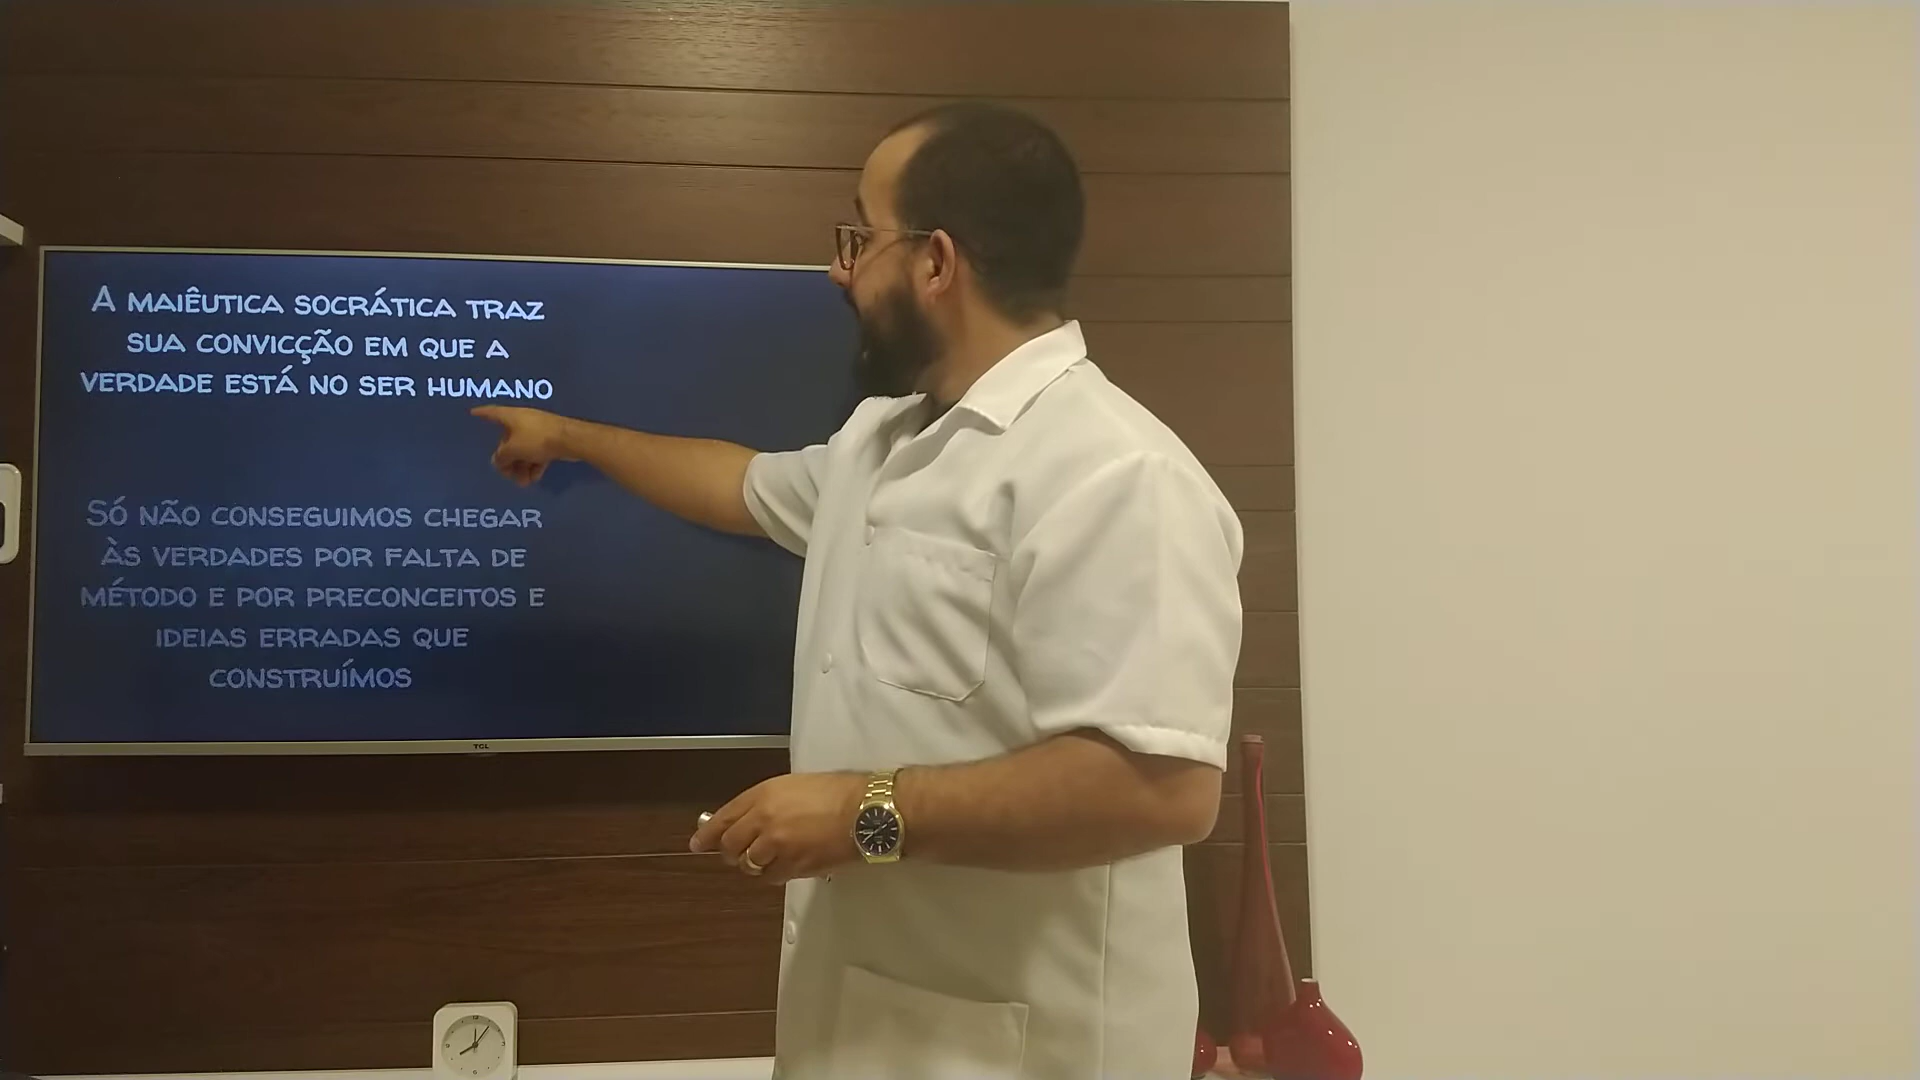 A MAIÊUTICA SOCRÁTICA TRAZ
SUA CONVICÇÃO EM QUE A
VERDADE ESTÁ NO SER HUMANO
SÓ NÃO CONSEGUIMOS CHEGAR
ÀS VERDADES POR FALTA DE
MÉTODO E POR PRECONCEITOS E
IDEIAS ERRADAS QUE
CONSTRUÍMOS
TCL